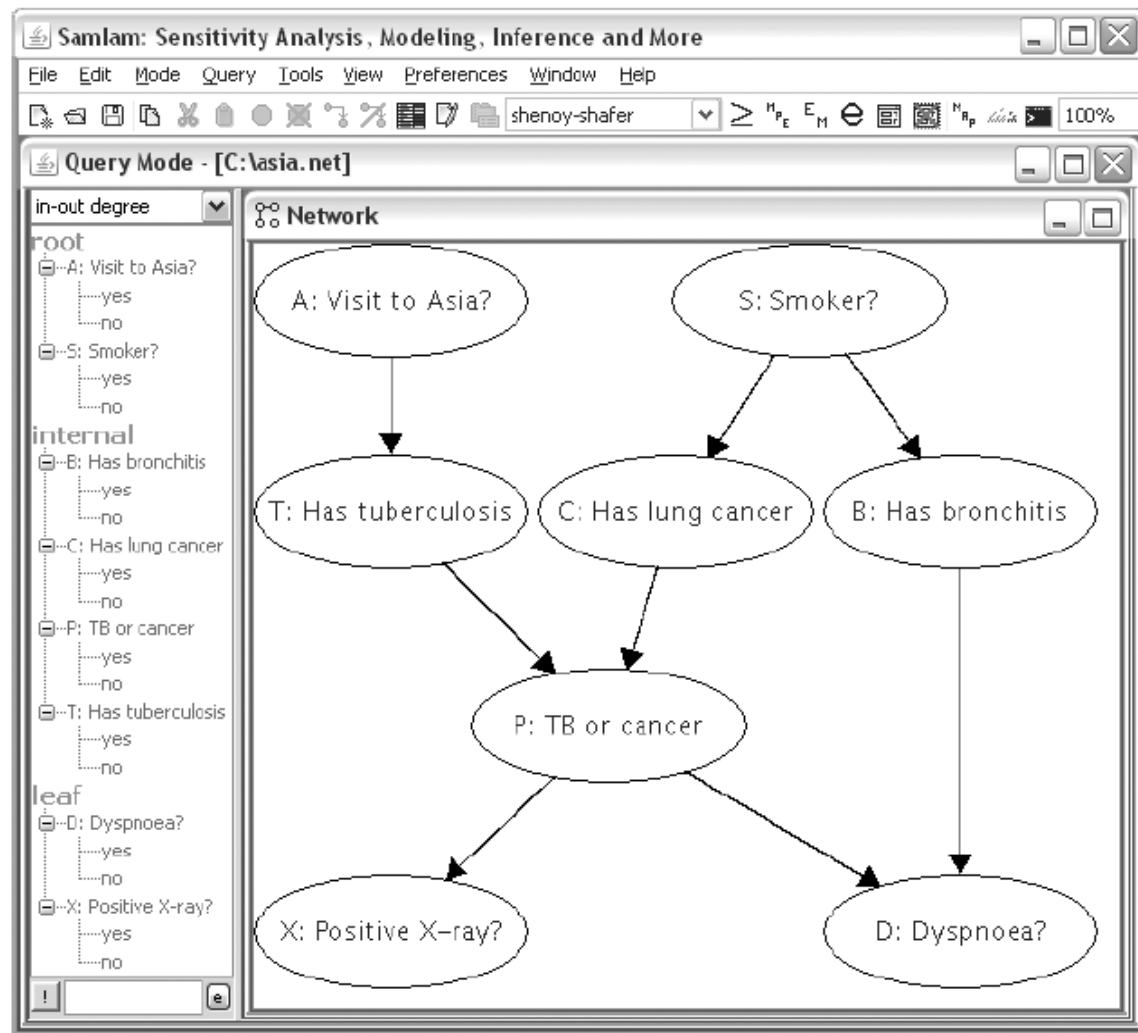 SamIam: Sensitivity Analysis, Modeling, Inference and More
File Edit Mode Query Tools View Preferences Window Help
shenoy-shafer ≥ MPE EM e MAP 100%
Query Mode - [C:\asia.net]
in-out degree
Network
root
A: Visit to Asia?
yes
no
S: Smoker?
yes
no
internal
B: Has bronchitis
yes
no
C: Has lung cancer
yes
no
P: TB or cancer
yes
no
T: Has tuberculosis
yes
no
leaf
D: Dyspnoea?
yes
no
X: Positive X-ray?
yes
no
! e
A: Visit to Asia? S: Smoker?
T: Has tuberculosis C: Has lung cancer B: Has bronchitis
P: TB or cancer
X: Positive X-ray? D: Dyspnoea?